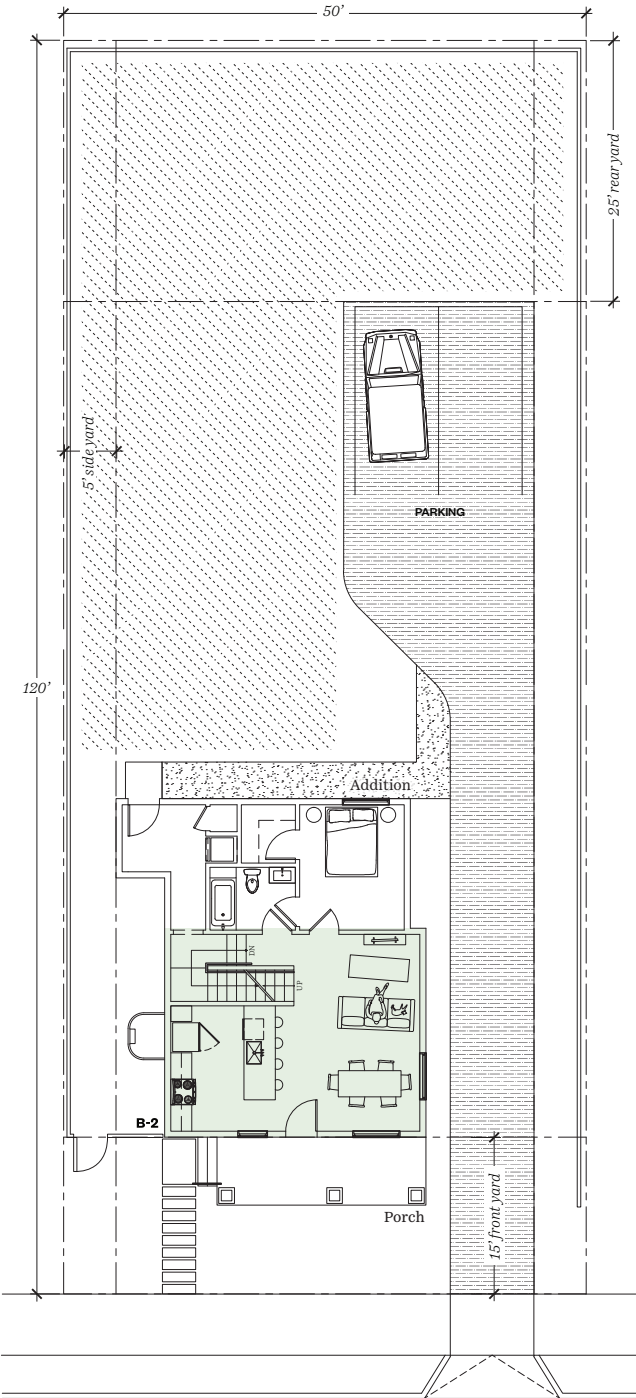 50’
25’ rear yard
5’ side yard
PARKING
120’
Addition
DN
UP
B-2
Porch
15’ front yard